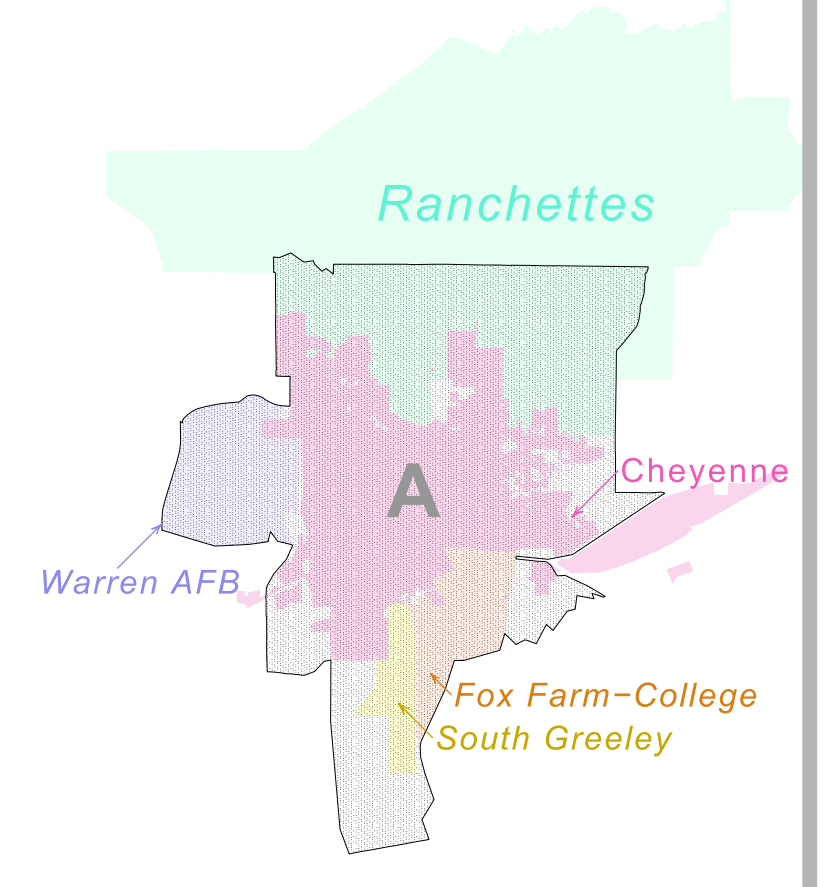 Ranchettes
Cheyenne
A
Warren AFB
Fox Farm−College
South Greeley